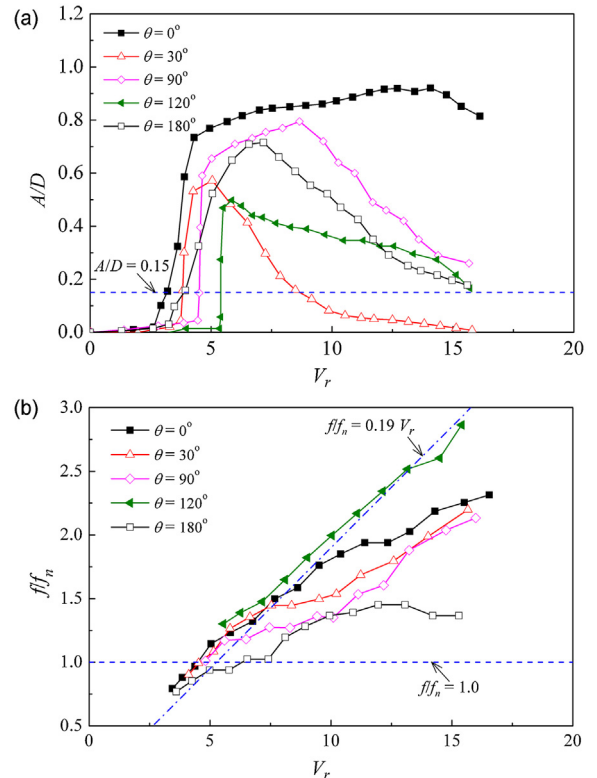 (a)
1.2
1.0
0.8
0.6
0.4
0.2
0.0
A/D
θ = 0°
θ = 30°
θ = 90°
θ = 120°
θ = 180°
A/D = 0.15
0 5 10 15 20
Vr
(b)
3.0
2.5
2.0
1.5
1.0
0.5
f/fn
θ = 0°
θ = 30°
θ = 90°
θ = 120°
θ = 180°
f/fn = 0.19 Vr
f/fn = 1.0
0 5 10 15 20
Vr